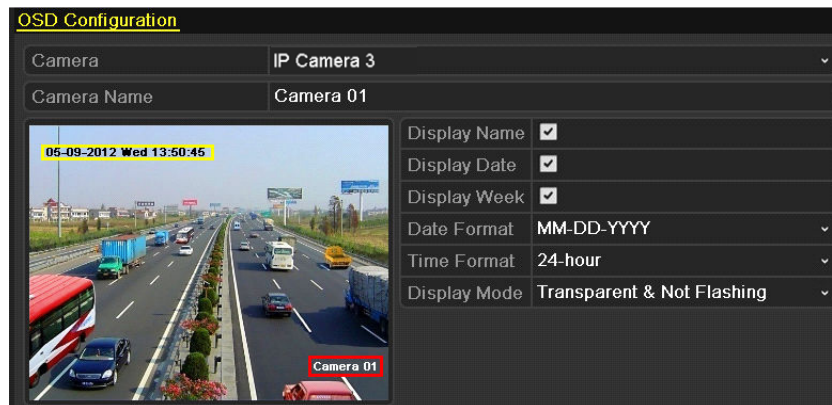 OSD Configuration
Camera IP Camera 3
Camera Name Camera 01
05-09-2012 Wed 13:50:45
Camera 01
Display Name
Display Date
Display Week
Date Format MM-DD-YYYY
Time Format 24-hour
Display Mode Transparent & Not Flashing